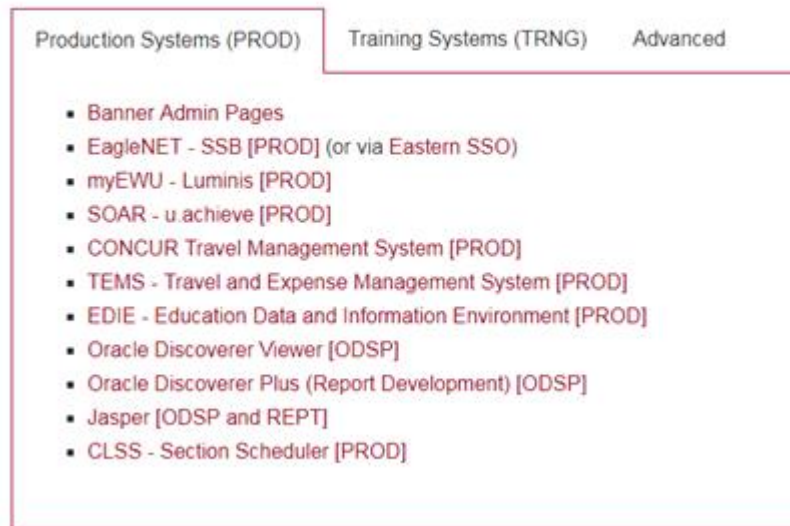 Production Systems (PROD) Training Systems (TRNG) Advanced
Banner Admin Pages
EagleNET - SSB [PROD] (or via Eastern SSO)
myEWU - Luminis [PROD]
SOAR - u.achieve [PROD]
CONCUR Travel Management System [PROD]
TEMS - Travel and Expense Management System [PROD]
EDIE - Education Data and Information Environment [PROD]
Oracle Discoverer Viewer [ODSP]
Oracle Discoverer Plus (Report Development) [ODSP]
Jasper [ODSP and REPT]
CLSS - Section Scheduler [PROD]